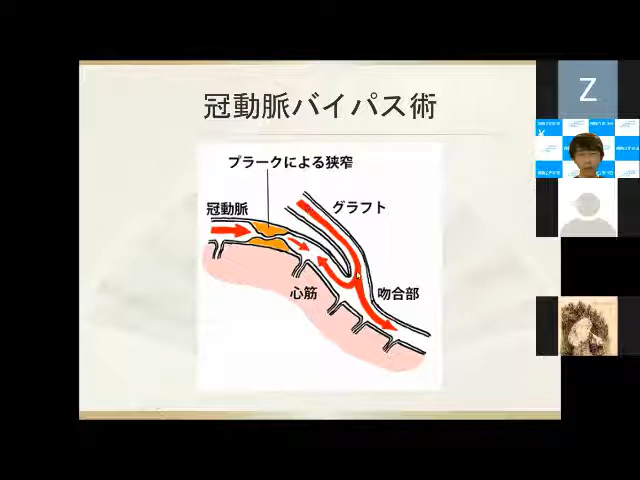 冠動脈バイパス術
プラークによる狭窄
冠動脈
グラフト
心筋
吻合部
Z